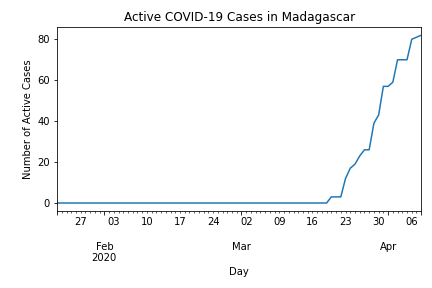 Active COVID-19 Cases in Madagascar
Number of Active Cases
80
60
40
20
0
27 03 10 17 24 02 09 16 23 30 06
Feb Mar Apr
2020
Day